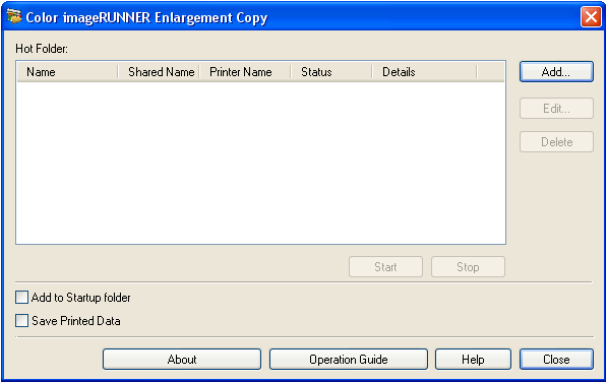 Color imageRUNNER Enlargement Copy
Hot Folder:
Name Shared Name Printer Name Status Details
Add...
Edit...
Delete
Start Stop
Add to Startup folder
Save Printed Data
About Operation Guide Help Close